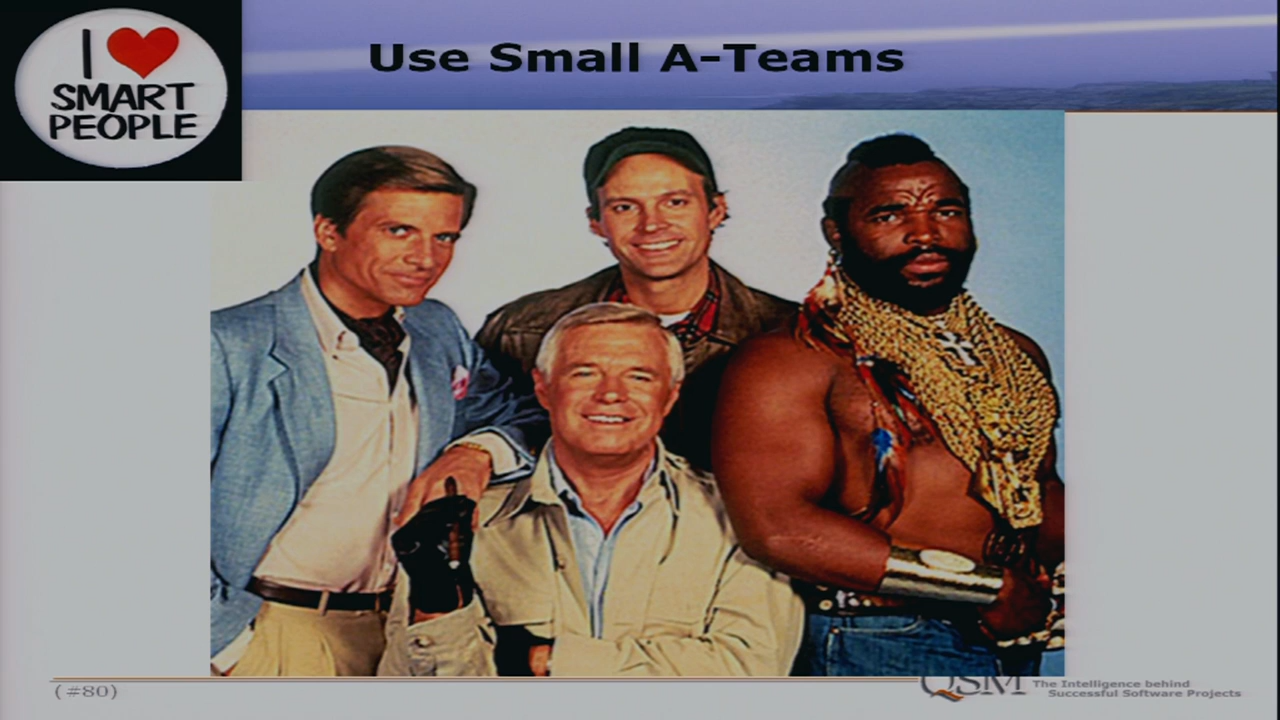 I ❤ SMART PEOPLE
Use Small A-Teams
(#80)
QSM The Intelligence behind
Successful Software Projects